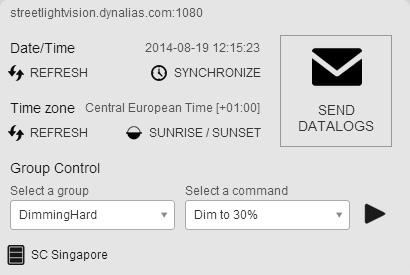 streetlightvision.dynalias.com:1080
Date/Time 2014-08-19 12:15:23
REFRESH SYNCHRONIZE
Time zone Central European Time [+01:00]
REFRESH SUNRISE / SUNSET
SEND
DATALOGS
Group Control
Select a group Select a command
DimmingHard Dim to 30%
SC Singapore